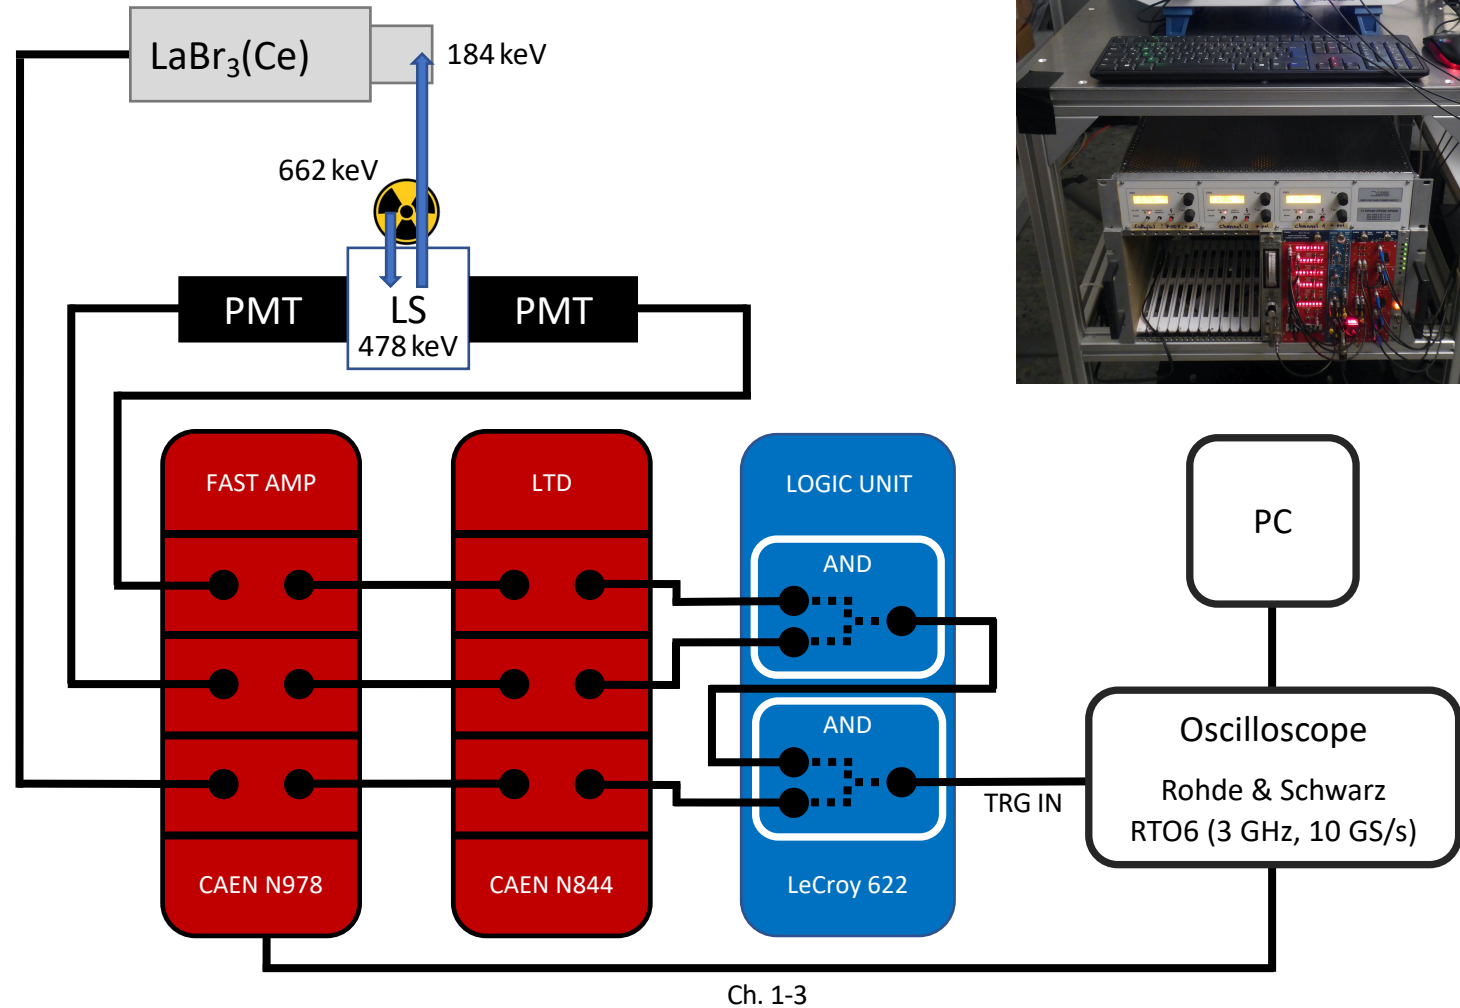 LaBr₃(Ce)
184 keV
662 keV
PMT
LS
PMT
478 keV
FAST AMP
LTD
LOGIC UNIT
AND
AND
CAEN N978
CAEN N844
LeCroy 622
TRG IN
PC
Oscilloscope
Rohde & Schwarz
RTO6 (3 GHz, 10 GS/s)
Ch. 1-3